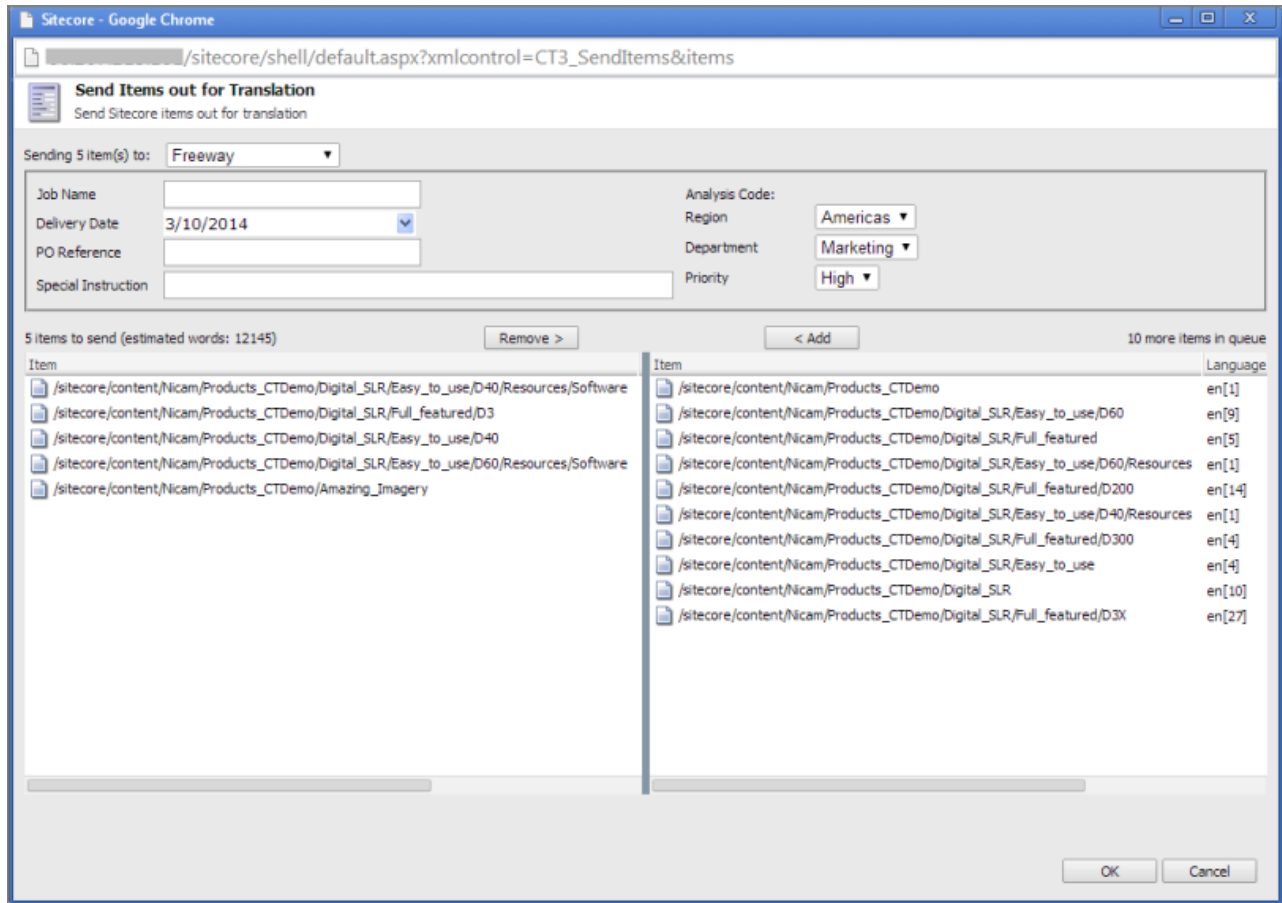 Sitecore - Google Chrome
/sitecore/shell/default.aspx?xmlcontrol=CT3_SendItems&items
Send Items out for Translation
Send Sitecore items out for translation
Sending 5 item(s) to: Freeway
Job Name
Analysis Code:
Delivery Date 3/10/2014
Region Americas
PO Reference
Department Marketing
Special Instruction
Priority High
5 items to send (estimated words: 12145) Remove > < Add 10 more items in queue
Item
/sitecore/content/Nicam/Products_CTDemo/Digital_SLR/Easy_to_use/D40/Resources/Software
/sitecore/content/Nicam/Products_CTDemo/Digital_SLR/Full_featured/D3
/sitecore/content/Nicam/Products_CTDemo/Digital_SLR/Easy_to_use/D40
/sitecore/content/Nicam/Products_CTDemo/Digital_SLR/Easy_to_use/D60/Resources/Software
/sitecore/content/Nicam/Products_CTDemo/Amazing_Imagery
Item Language
/sitecore/content/Nicam/Products_CTDemo en[1]
/sitecore/content/Nicam/Products_CTDemo/Digital_SLR/Easy_to_use/D60 en[9]
/sitecore/content/Nicam/Products_CTDemo/Digital_SLR/Full_featured en[5]
/sitecore/content/Nicam/Products_CTDemo/Digital_SLR/Easy_to_use/D60/Resources en[1]
/sitecore/content/Nicam/Products_CTDemo/Digital_SLR/Full_featured/D200 en[14]
/sitecore/content/Nicam/Products_CTDemo/Digital_SLR/Easy_to_use/D40/Resources en[1]
/sitecore/content/Nicam/Products_CTDemo/Digital_SLR/Full_featured/D300 en[4]
/sitecore/content/Nicam/Products_CTDemo/Digital_SLR/Easy_to_use en[4]
/sitecore/content/Nicam/Products_CTDemo/Digital_SLR en[10]
/sitecore/content/Nicam/Products_CTDemo/Digital_SLR/Full_featured/D3X en[27]
OK Cancel